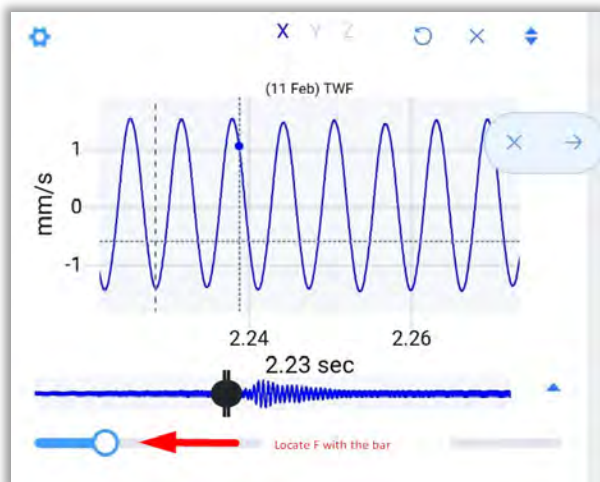 X Y Z
(11 Feb) TWF
mm/s
1
0
-1
2.24 2.26
2.23 sec
Locate F with the bar